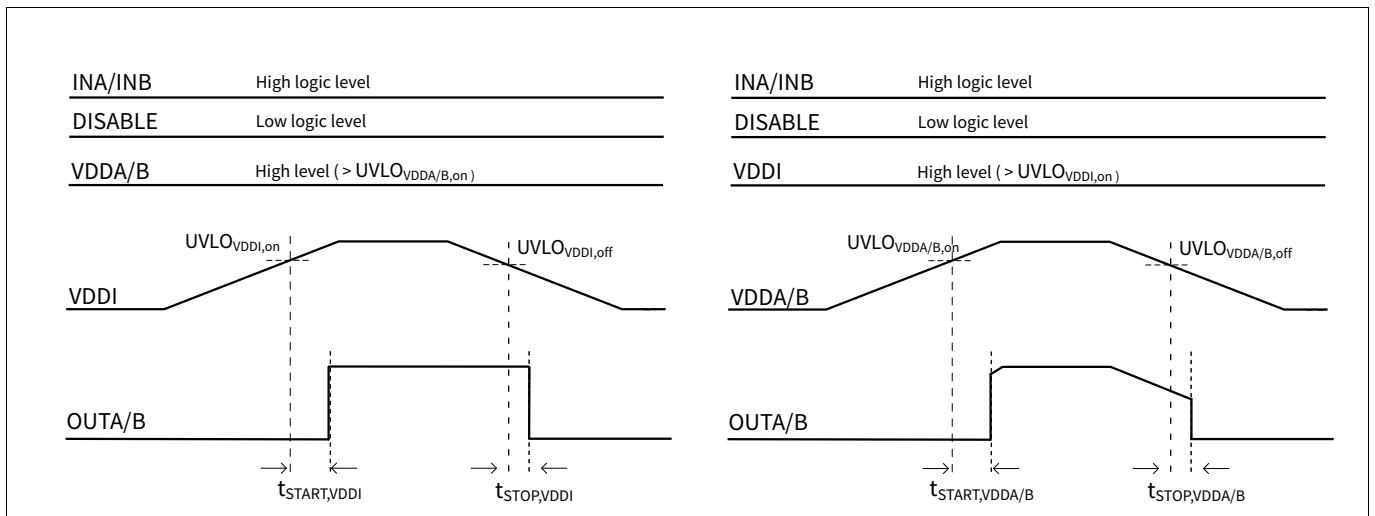 INA/INB High logic level
DISABLE Low logic level
VDDA/B High level ( > UVLOVDDA/B,on )
UVLOVDDI,on
UVLOVDDI,off
VDDI
OUTA/B
tSTART,VDDI
tSTOP,VDDI
INA/INB High logic level
DISABLE Low logic level
VDDI High level ( > UVLOVDDI,on )
UVLOVDDA/B,on
UVLOVDDA/B,off
VDDA/B
OUTA/B
tSTART,VDDA/B
tSTOP,VDDA/B